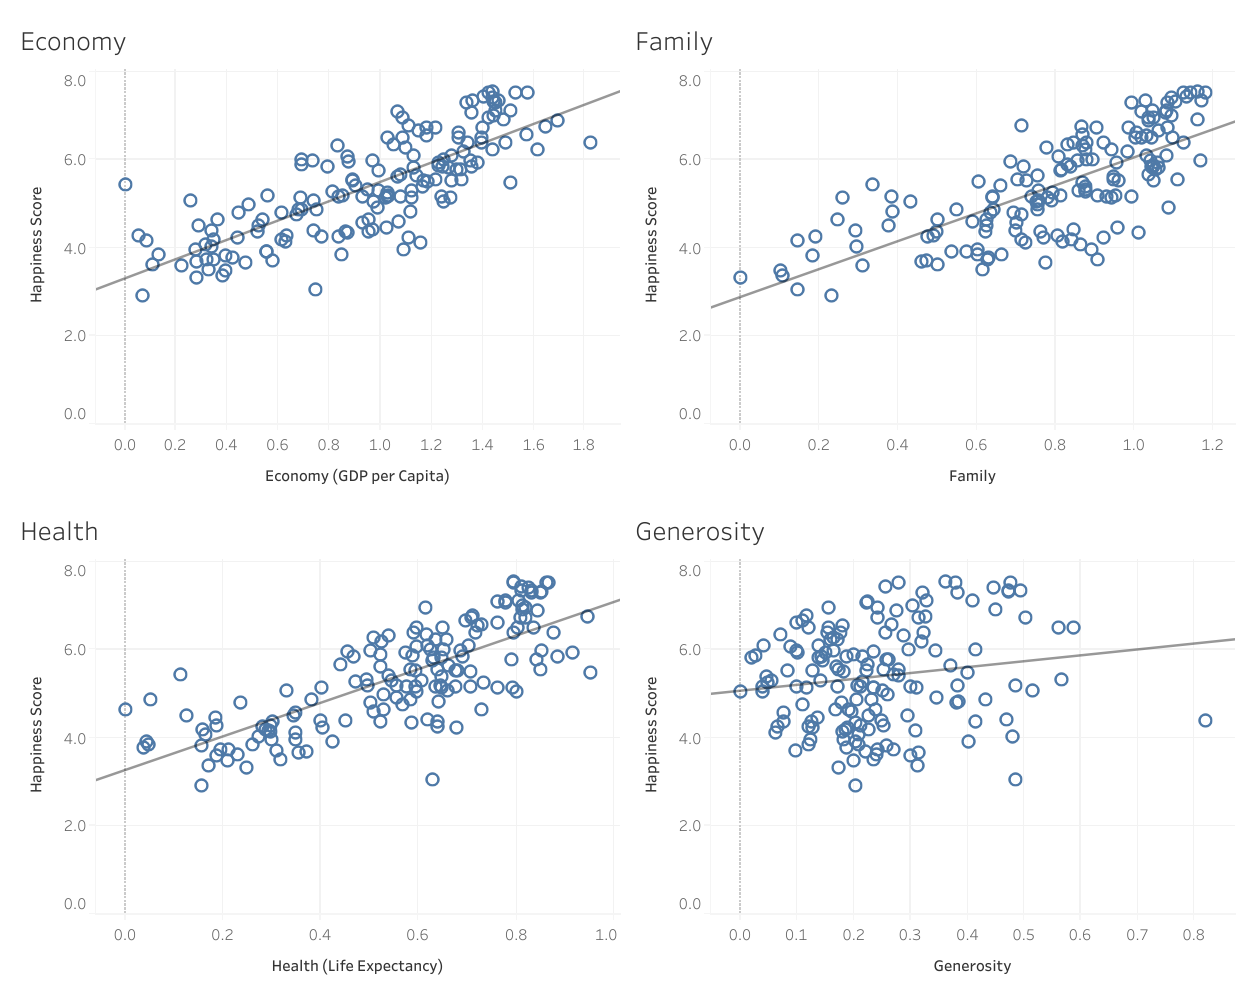 Economy
Happiness Score
8.0
6.0
4.0
2.0
0.0
0.0 0.2 0.4 0.6 0.8 1.0 1.2 1.4 1.6 1.8
Economy (GDP per Capita)
Family
Happiness Score
8.0
6.0
4.0
2.0
0.0
0.0 0.2 0.4 0.6 0.8 1.0 1.2
Family
Health
Happiness Score
8.0
6.0
4.0
2.0
0.0
0.0 0.2 0.4 0.6 0.8 1.0
Health (Life Expectancy)
Generosity
Happiness Score
8.0
6.0
4.0
2.0
0.0
0.0 0.1 0.2 0.3 0.4 0.5 0.6 0.7 0.8
Generosity